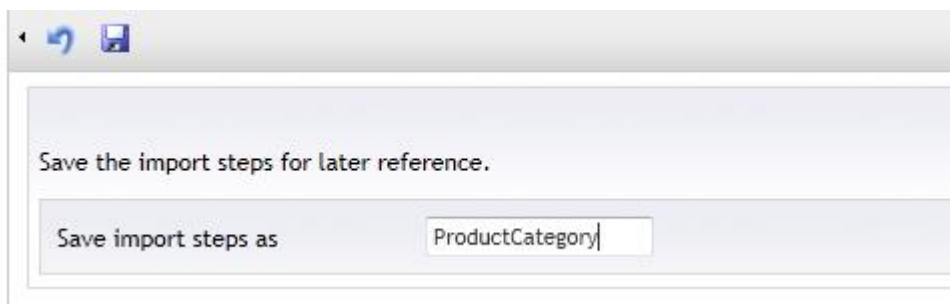 Save the import steps for later reference.
Save import steps as ProductCategory